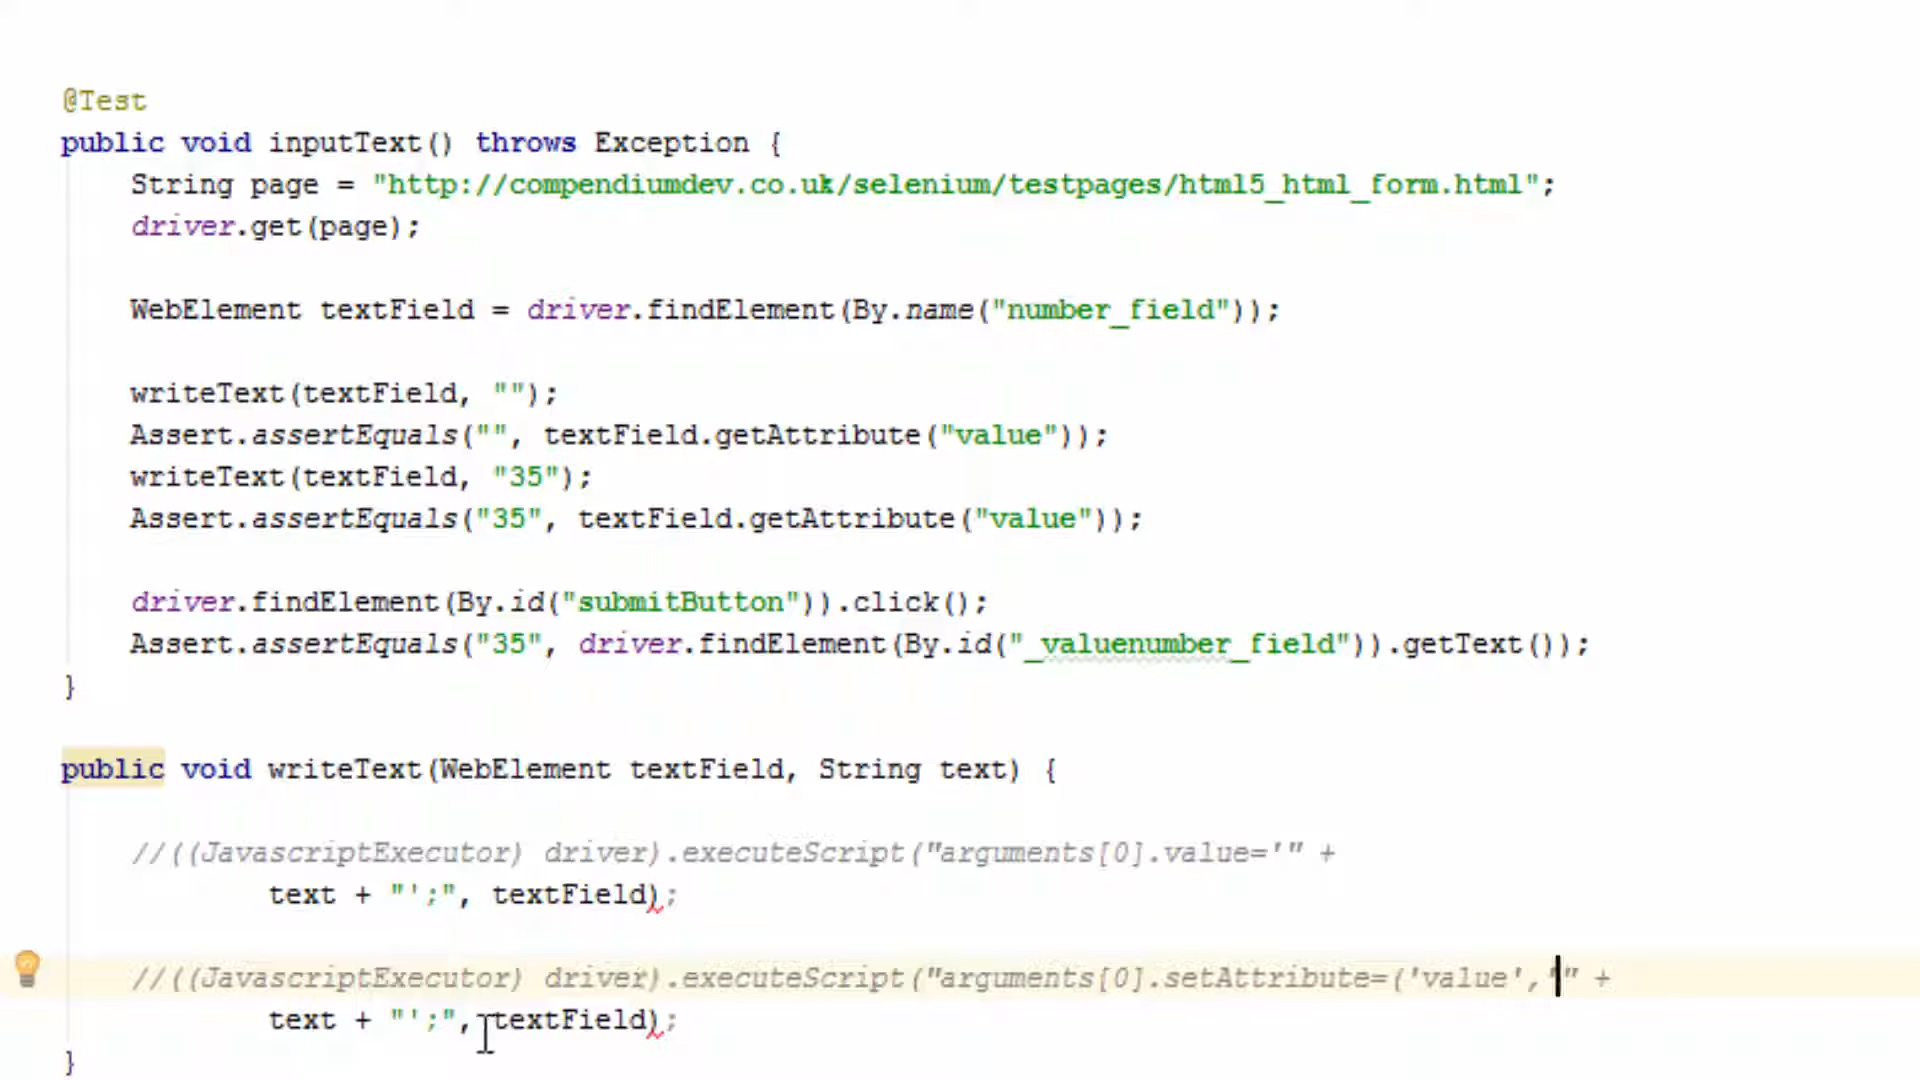 @Test
public void inputText() throws Exception {
String page = "http://compendiumdev.co.uk/selenium/testpages/html5_html_form.html";
driver.get(page);
WebElement textField = driver.findElement(By.name("number_field"));
writeText(textField, "");
Assert.assertEquals("", textField.getAttribute("value"));
writeText(textField, "35");
Assert.assertEquals("35", textField.getAttribute("value"));
driver.findElement(By.id("submitButton")).click();
Assert.assertEquals("35", driver.findElement(By.id("_valuenumber_field")).getText());
}
public void writeText(WebElement textField, String text) {
//((JavascriptExecutor) driver).executeScript("arguments[0].value='" +
text + "';", textField);
//((JavascriptExecutor) driver).executeScript("arguments[0].setAttribute=('value','" +
text + "';", textField);
}